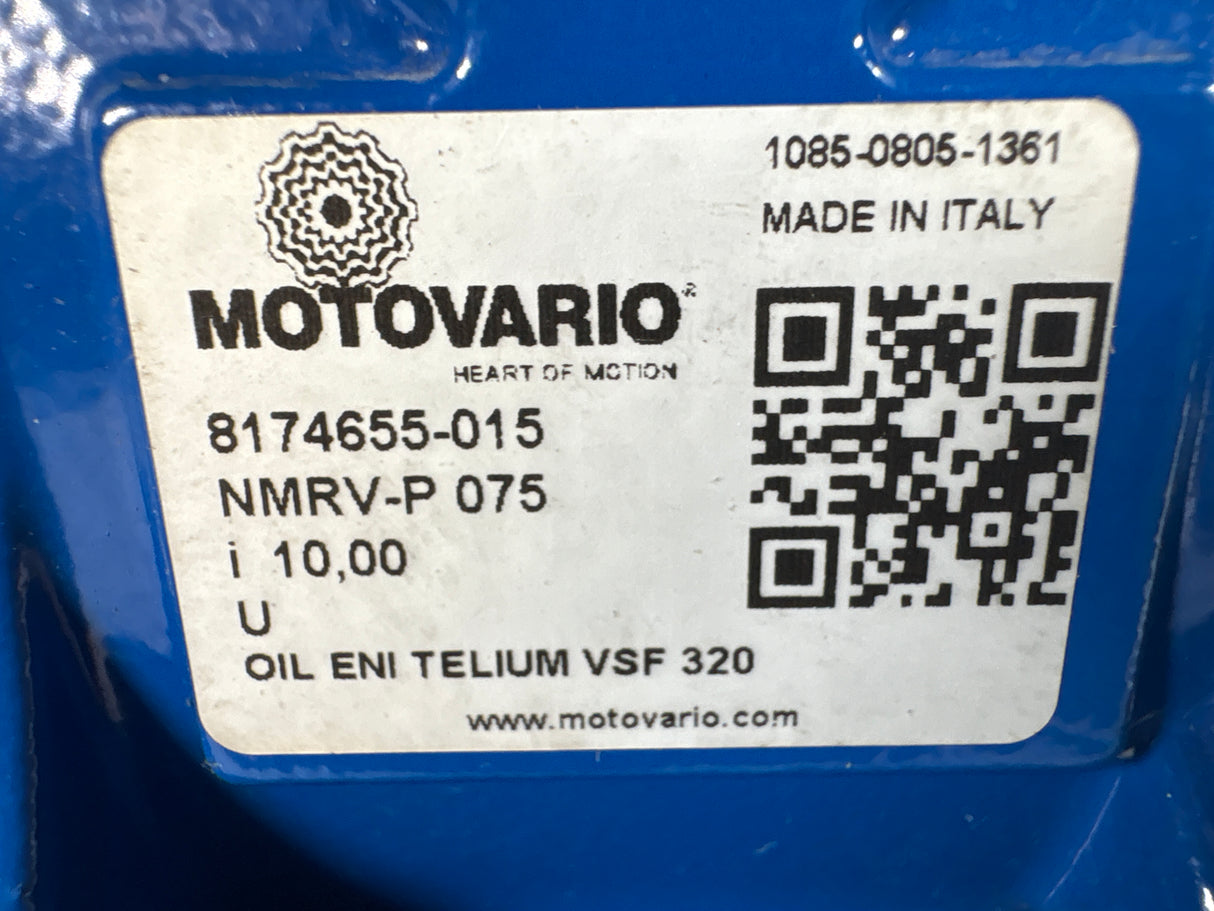 1085-0805-1361
MADE IN ITALY
MOTOVARIO®
HEART OF MOTION
8174655-015
NMRV-P 075
i 10,00
U
OIL ENI TELIUM VSF 320
www.motovario.com